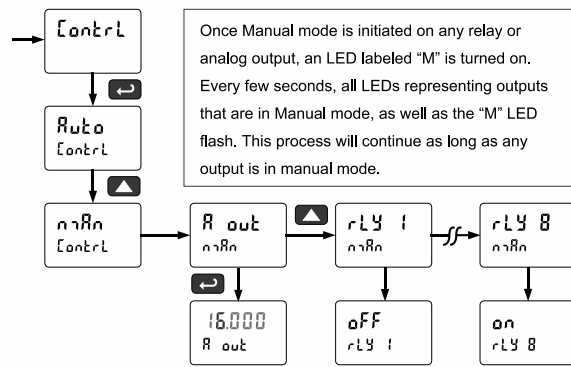 Contrl
Once Manual mode is initiated on any relay or
analog output, an LED labeled “M” is turned on.
Every few seconds, all LEDs representing outputs
that are in Manual mode, as well as the “M” LED
flash. This process will continue as long as any
output is in manual mode.
Auto
Contrl
mAn
Contrl
A out
mAn
rLY 1
mAn
rLY 8
mAn
16.000
A out
oFF
rLY 1
on
rLY 8